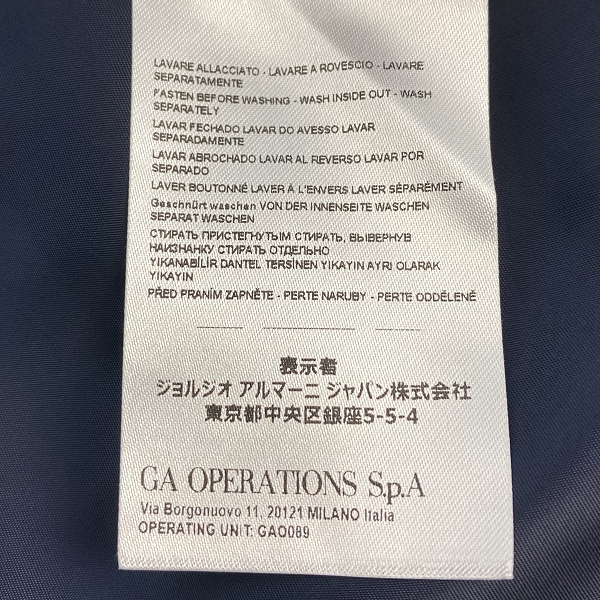 LAVARE ALLACCIATO - LAVARE A ROVESCIO - LAVARE
SEPARATAMENTE
FASTEN BEFORE WASHING - WASH INSIDE OUT - WASH
SEPARATELY
LAVAR FECHADO LAVAR DO AVESSO LAVAR
SEPARADAMENTE
LAVAR ABROCHADO LAVAR AL REVERSO LAVAR POR
SEPARADO
LAVER BOUTONNÉ LAVER À L'ENVERS LAVER SÉPARÉMENT
Geschnürt waschen VON DER INNENSEITE WASCHEN
SEPARAT WASCHEN
СТИРАТЬ ПРИСТЕГНУТЫМ СТИРАТЬ, ВЫВЕРНУВ
НАИЗНАНКУ СТИРАТЬ ОТДЕЛЬНО
YIKANABİLİR DANTEL TERSİNEN YIKAYIN AYRI OLARAK
YIKAYIN
PŘED PRANÍM ZAPNĚTE - PERTE NARUBY - PERTE ODDĚLENĚ
表示者
ジョルジオ アルマーニ ジャパン株式会社
東京都中央区銀座5-5-4
GA OPERATIONS S.p.A
Via Borgonuovo 11, 20121 MILANO Italia
OPERATING UNIT: GAO089